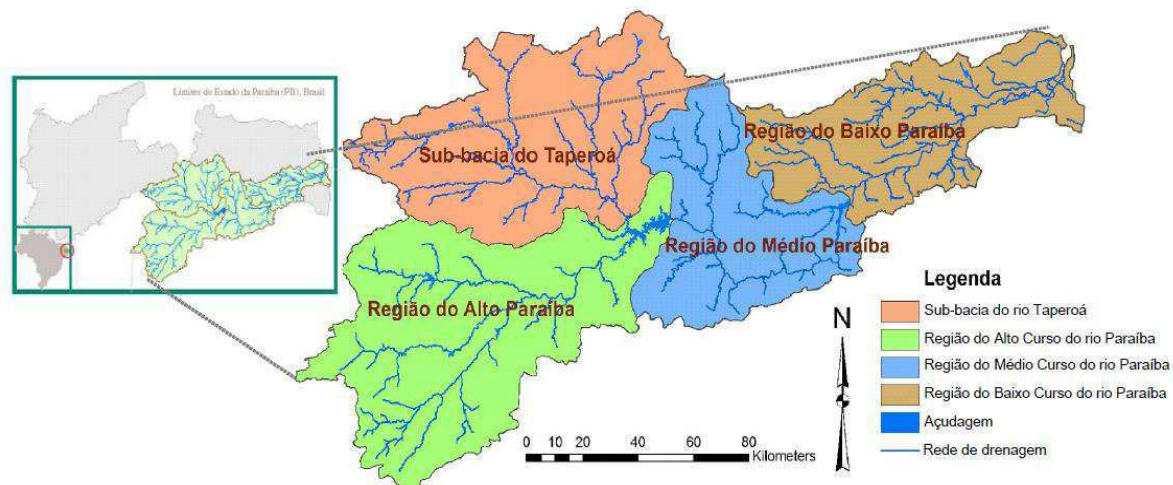 Limites do Estado da Paraíba (PB), Brasil
Sub-bacia do Taperoá
Região do Baixo Paraíba
Região do Médio Paraíba
Região do Alto Paraíba
Legenda
Sub-bacia do rio Taperoá
Região do Alto Curso do rio Paraíba
Região do Médio Curso do rio Paraíba
Região do Baixo Curso do rio Paraíba
Açudagem
Rede de drenagem
N
0 10 20 40 60 80
Kilometers